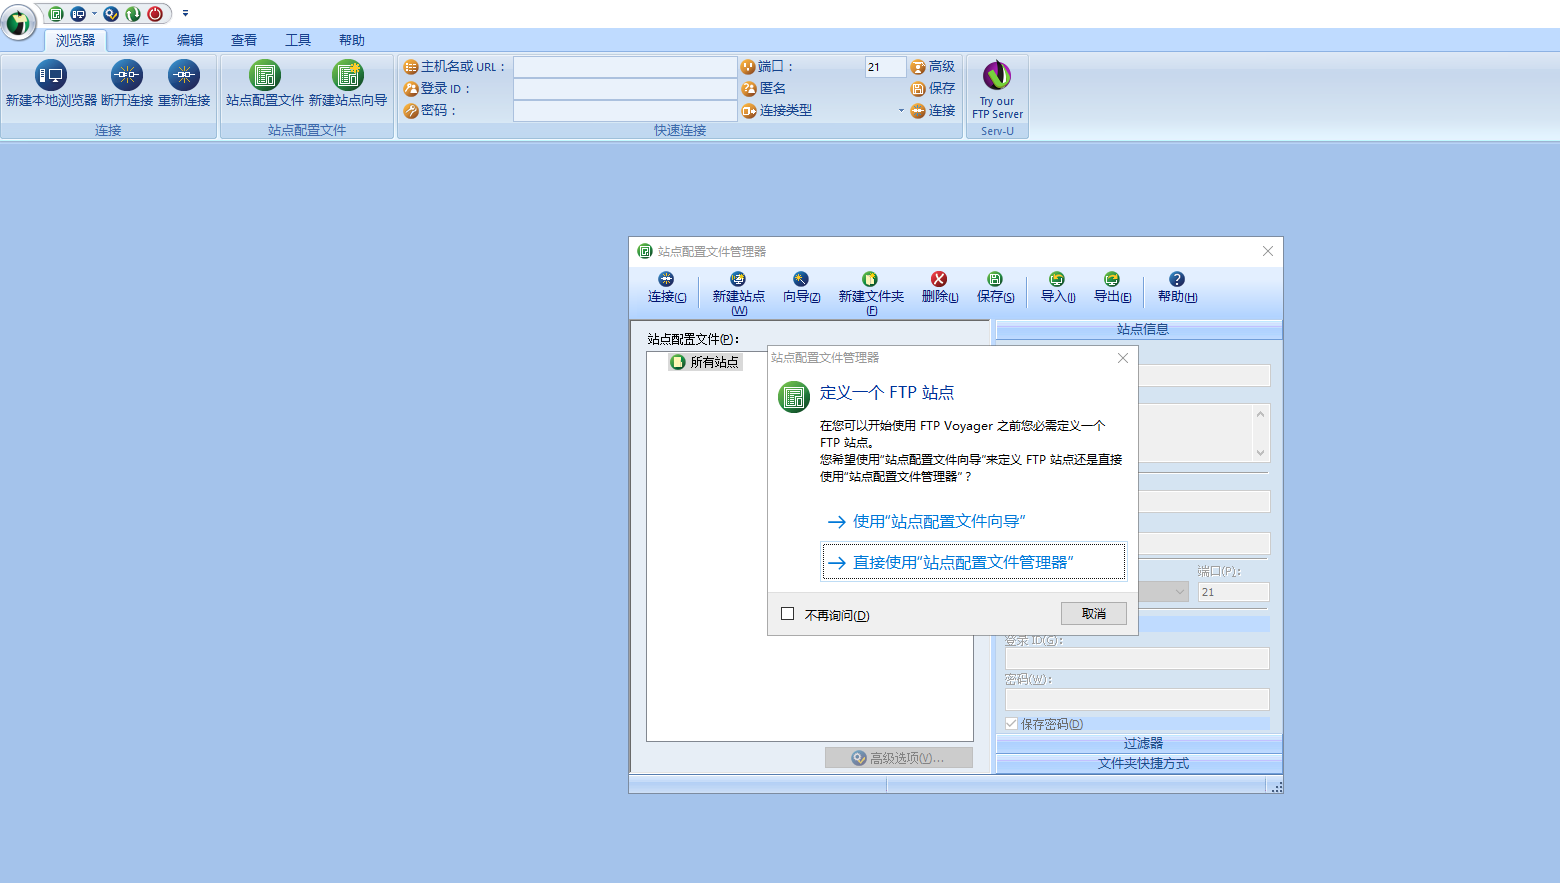 浏览器 操作 编辑 查看 工具 帮助
新建本地浏览器 断开连接 重新连接
连接
站点配置文件 新建站点向导
站点配置文件
主机名或 URL： 端口： 21 高级
登录 ID： 匿名 保存
密码： 连接类型 连接
快速连接
Try our
FTP Server
Serv-U
站点配置文件管理器
连接(C) 新建站点(W) 向导(Z) 新建文件夹(F) 删除(L) 保存(S) 导入(I) 导出(E) 帮助(H)
站点配置文件(P)：
所有站点
站点信息
站点配置文件管理器
定义一个 FTP 站点
在您可以开始使用 FTP Voyager 之前您必需定义一个
FTP 站点。
您希望使用“站点配置文件向导”来定义 FTP 站点还是直接
使用“站点配置文件管理器”？
使用“站点配置文件向导”
直接使用“站点配置文件管理器”
不再询问(D) 取消
端口(P)：
21
登录 ID(G)：
密码(W)：
保存密码(D)
过滤器
文件夹快捷方式
高级选项(V)...